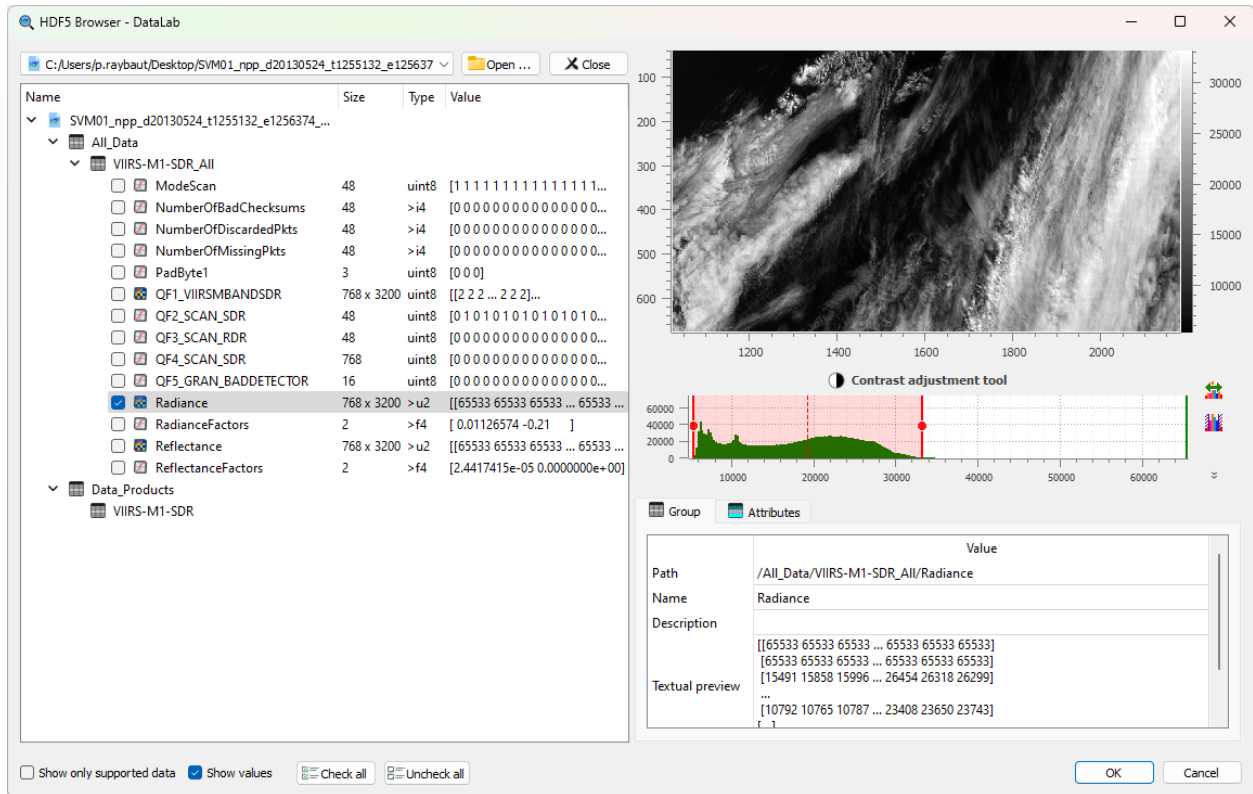 HDF5 Browser - DataLab
C:/Users/p.raybaut/Desktop/SVM01_npp_d20130524_t1255132_e125637
Open ...
Close
Name Size Type Value
SVM01_npp_d20130524_t1255132_e1256374_...
All_Data
VIIRS-M1-SDR_All
ModeScan 48 uint8 [1 1 1 1 1 1 1 1 1 1 1 1 1 1 1...
NumberOfBadChecksums 48 >i4 [0 0 0 0 0 0 0 0 0 0 0 0 0 0 0...
NumberOfDiscardedPkts 48 >i4 [0 0 0 0 0 0 0 0 0 0 0 0 0 0 0...
NumberOfMissingPkts 48 >i4 [0 0 0 0 0 0 0 0 0 0 0 0 0 0 0...
PadByte1 3 uint8 [0 0 0]
QF1_VIIRSMBANDSDR 768 x 3200 uint8 [[2 2 2 ... 2 2 2]...
QF2_SCAN_SDR 48 uint8 [0 1 0 1 0 1 0 1 0 1 0 1 0 1 0...
QF3_SCAN_RDR 48 uint8 [0 0 0 0 0 0 0 0 0 0 0 0 0 0 0...
QF4_SCAN_SDR 768 uint8 [0 0 0 0 0 0 0 0 0 0 0 0 0 0 0...
QF5_GRAN_BADDETECTOR 16 uint8 [0 0 0 0 0 0 0 0 0 0 0 0 0 0 0...
Radiance 768 x 3200 >u2 [[65533 65533 65533 ... 65533 ...
RadianceFactors 2 >f4 [ 0.01126574 -0.21 ]
Reflectance 768 x 3200 >u2 [[65533 65533 65533 ... 65533 ...
ReflectanceFactors 2 >f4 [2.4417415e-05 0.0000000e+00]
Data_Products
VIIRS-M1-SDR
100
200
300
400
500
600
1200 1400 1600 1800 2000
30000
25000
20000
15000
10000
Contrast adjustment tool
60000
40000
20000
0
10000 20000 30000 40000 50000 60000
Group
Attributes
Value
Path /All_Data/VIIRS-M1-SDR_All/Radiance
Name Radiance
Description
Textual preview
[[65533 65533 65533 ... 65533 65533 65533]
[65533 65533 65533 ... 65533 65533 65533]
[15491 15858 15996 ... 26454 26318 26299]
...
[10792 10765 10787 ... 23408 23650 23743]
Show only supported data
Show values
Check all
Uncheck all
OK
Cancel